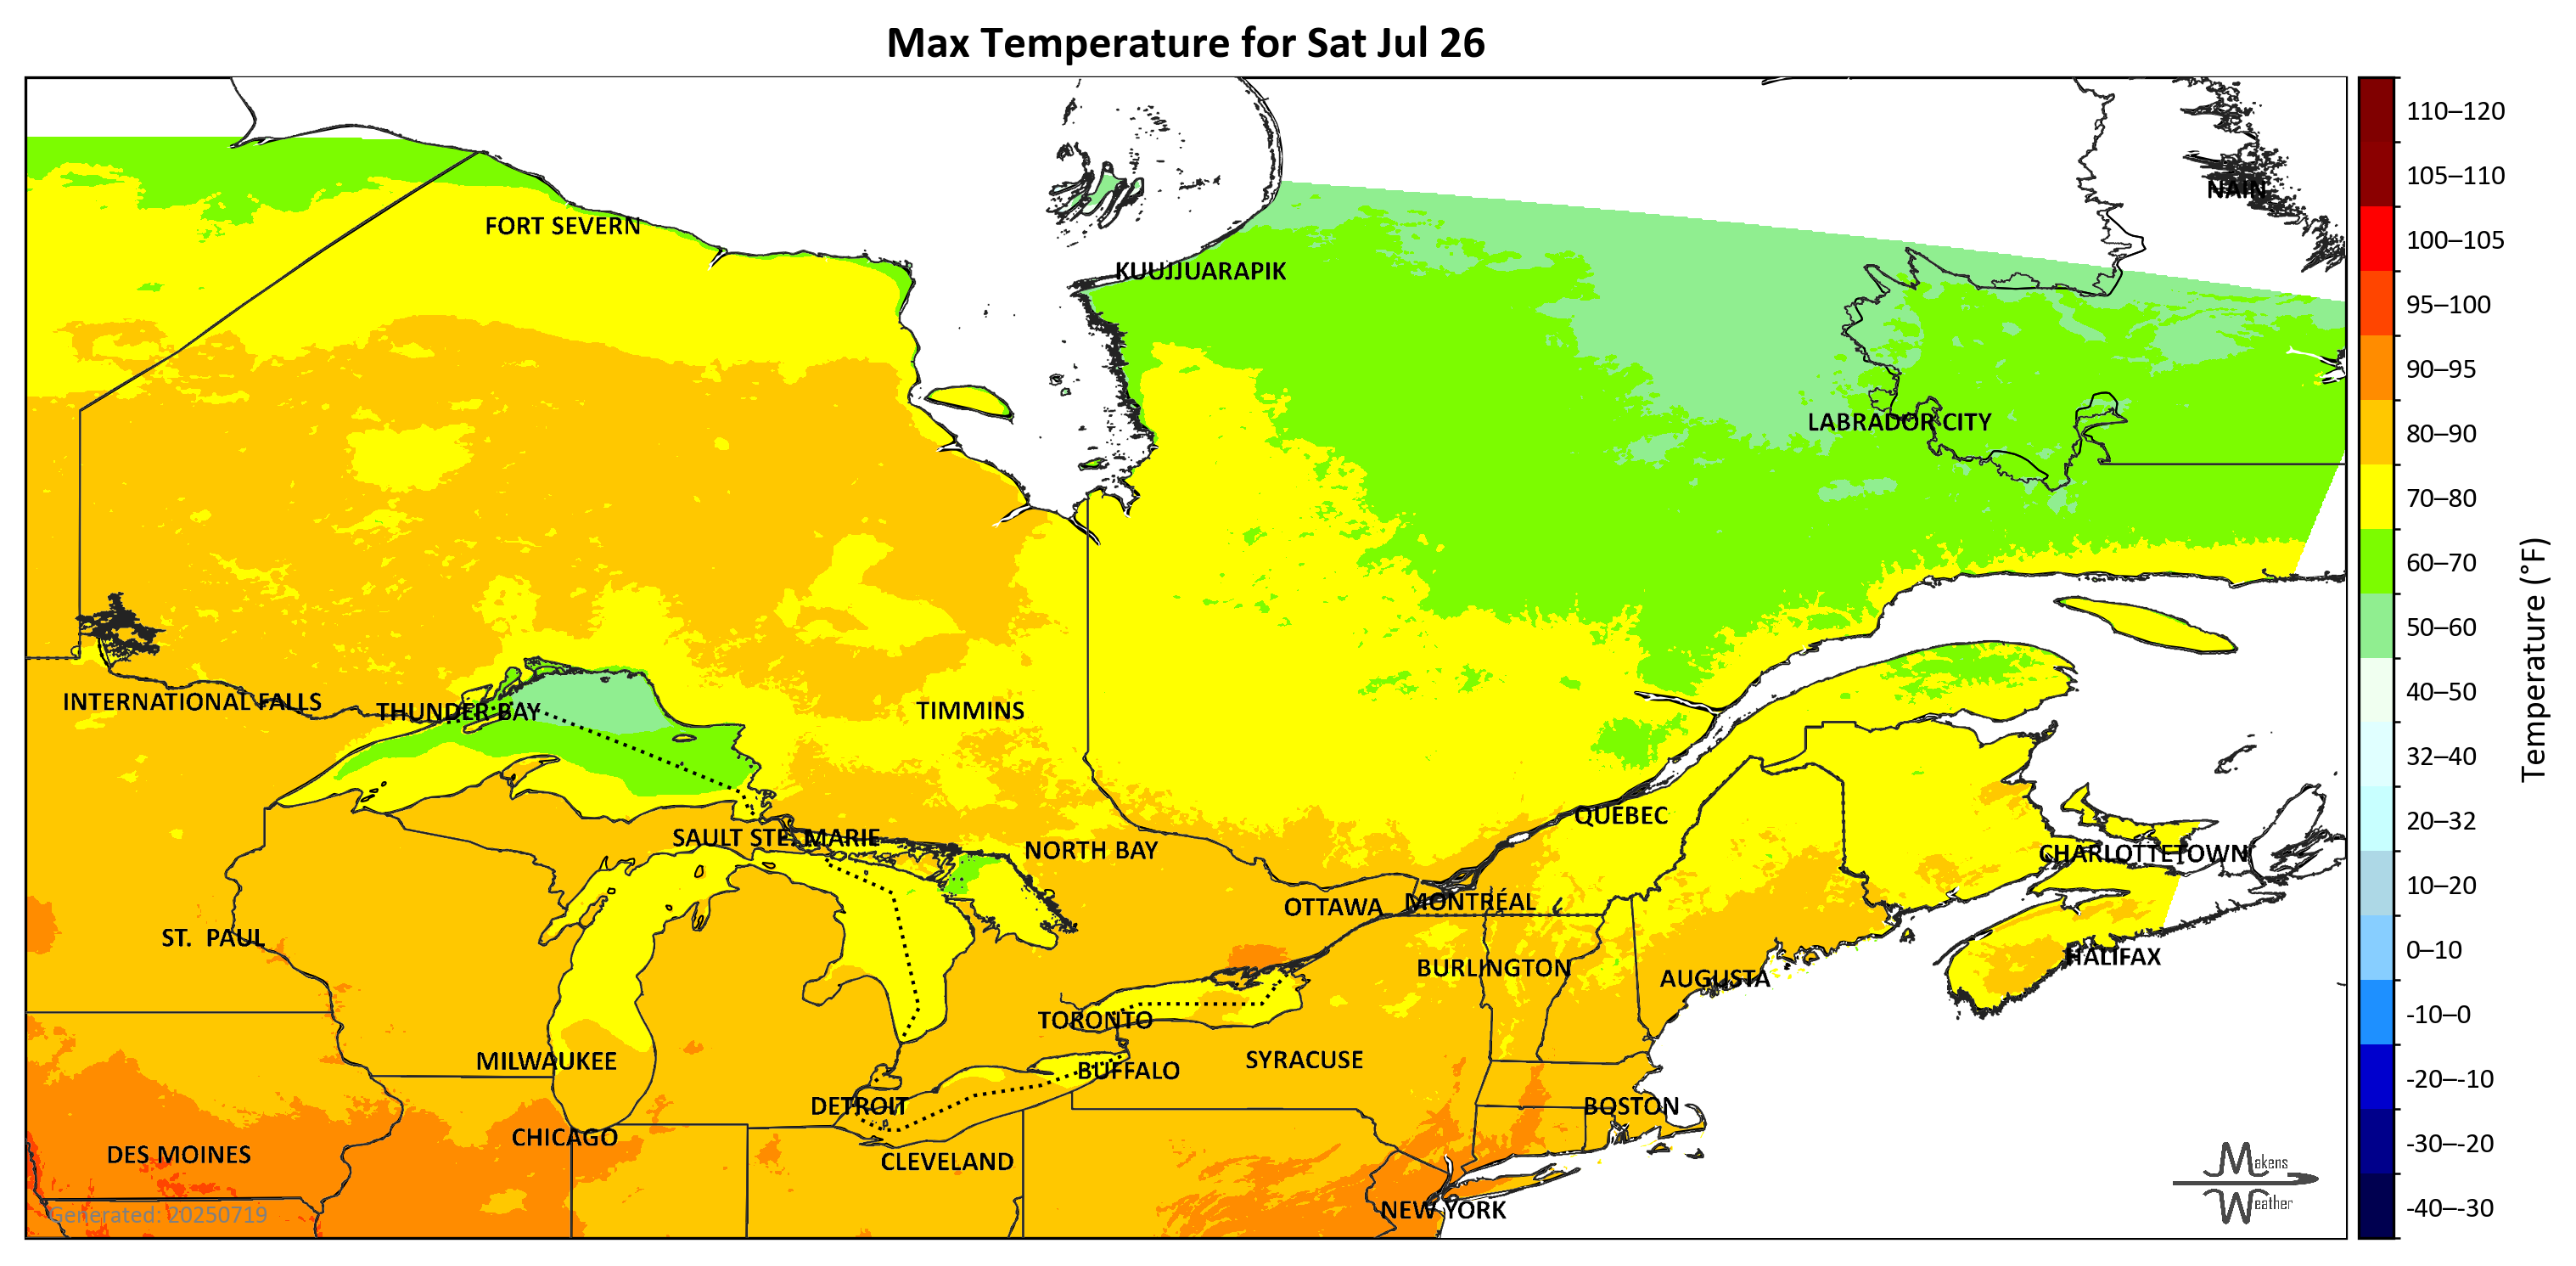 Max Temperature for Sat Jul 26
110–120
105–110
NAIN
FORT SEVERN
100–105
KUUJJUARAPIK
95–100
90–95
LABRADOR CITY
80–90
70–80
60–70
50–60
Temperature (°F)
40–50
INTERNATIONAL FALLS
THUNDER BAY
TIMMINS
32–40
QUEBEC
20–32
SAULT STE. MARIE
NORTH BAY
CHARLOTTETOWN
10–20
OTTAWA
MONTRÉAL
ST. PAUL
0–10
HALIFAX
BURLINGTON
AUGUSTA
-10–0
TORONTO
MILWAUKEE
SYRACUSE
BUFFALO
-20–-10
DETROIT
BOSTON
CHICAGO
-30–-20
DES MOINES
CLEVELAND
Makens
Weather
-40–-30
NEW YORK
Generated: 20250719